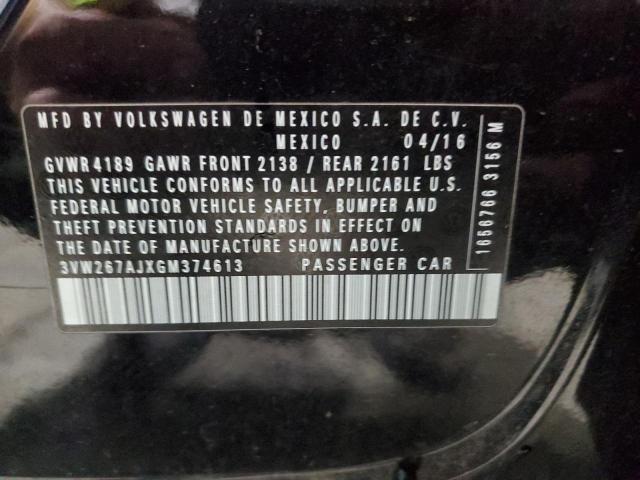 MFD BY VOLKSWAGEN DE MEXICO S.A. DE C.V.
MEXICO 04/16
GVWR 4189 GAWR FRONT 2138 / REAR 2161 LBS
THIS VEHICLE CONFORMS TO ALL APPLICABLE U.S.
FEDERAL MOTOR VEHICLE SAFETY, BUMPER AND
THEFT PREVENTION STANDARDS IN EFFECT ON
THE DATE OF MANUFACTURE SHOWN ABOVE.
3VW267AJXGM374613 PASSENGER CAR
1656766 3156 M